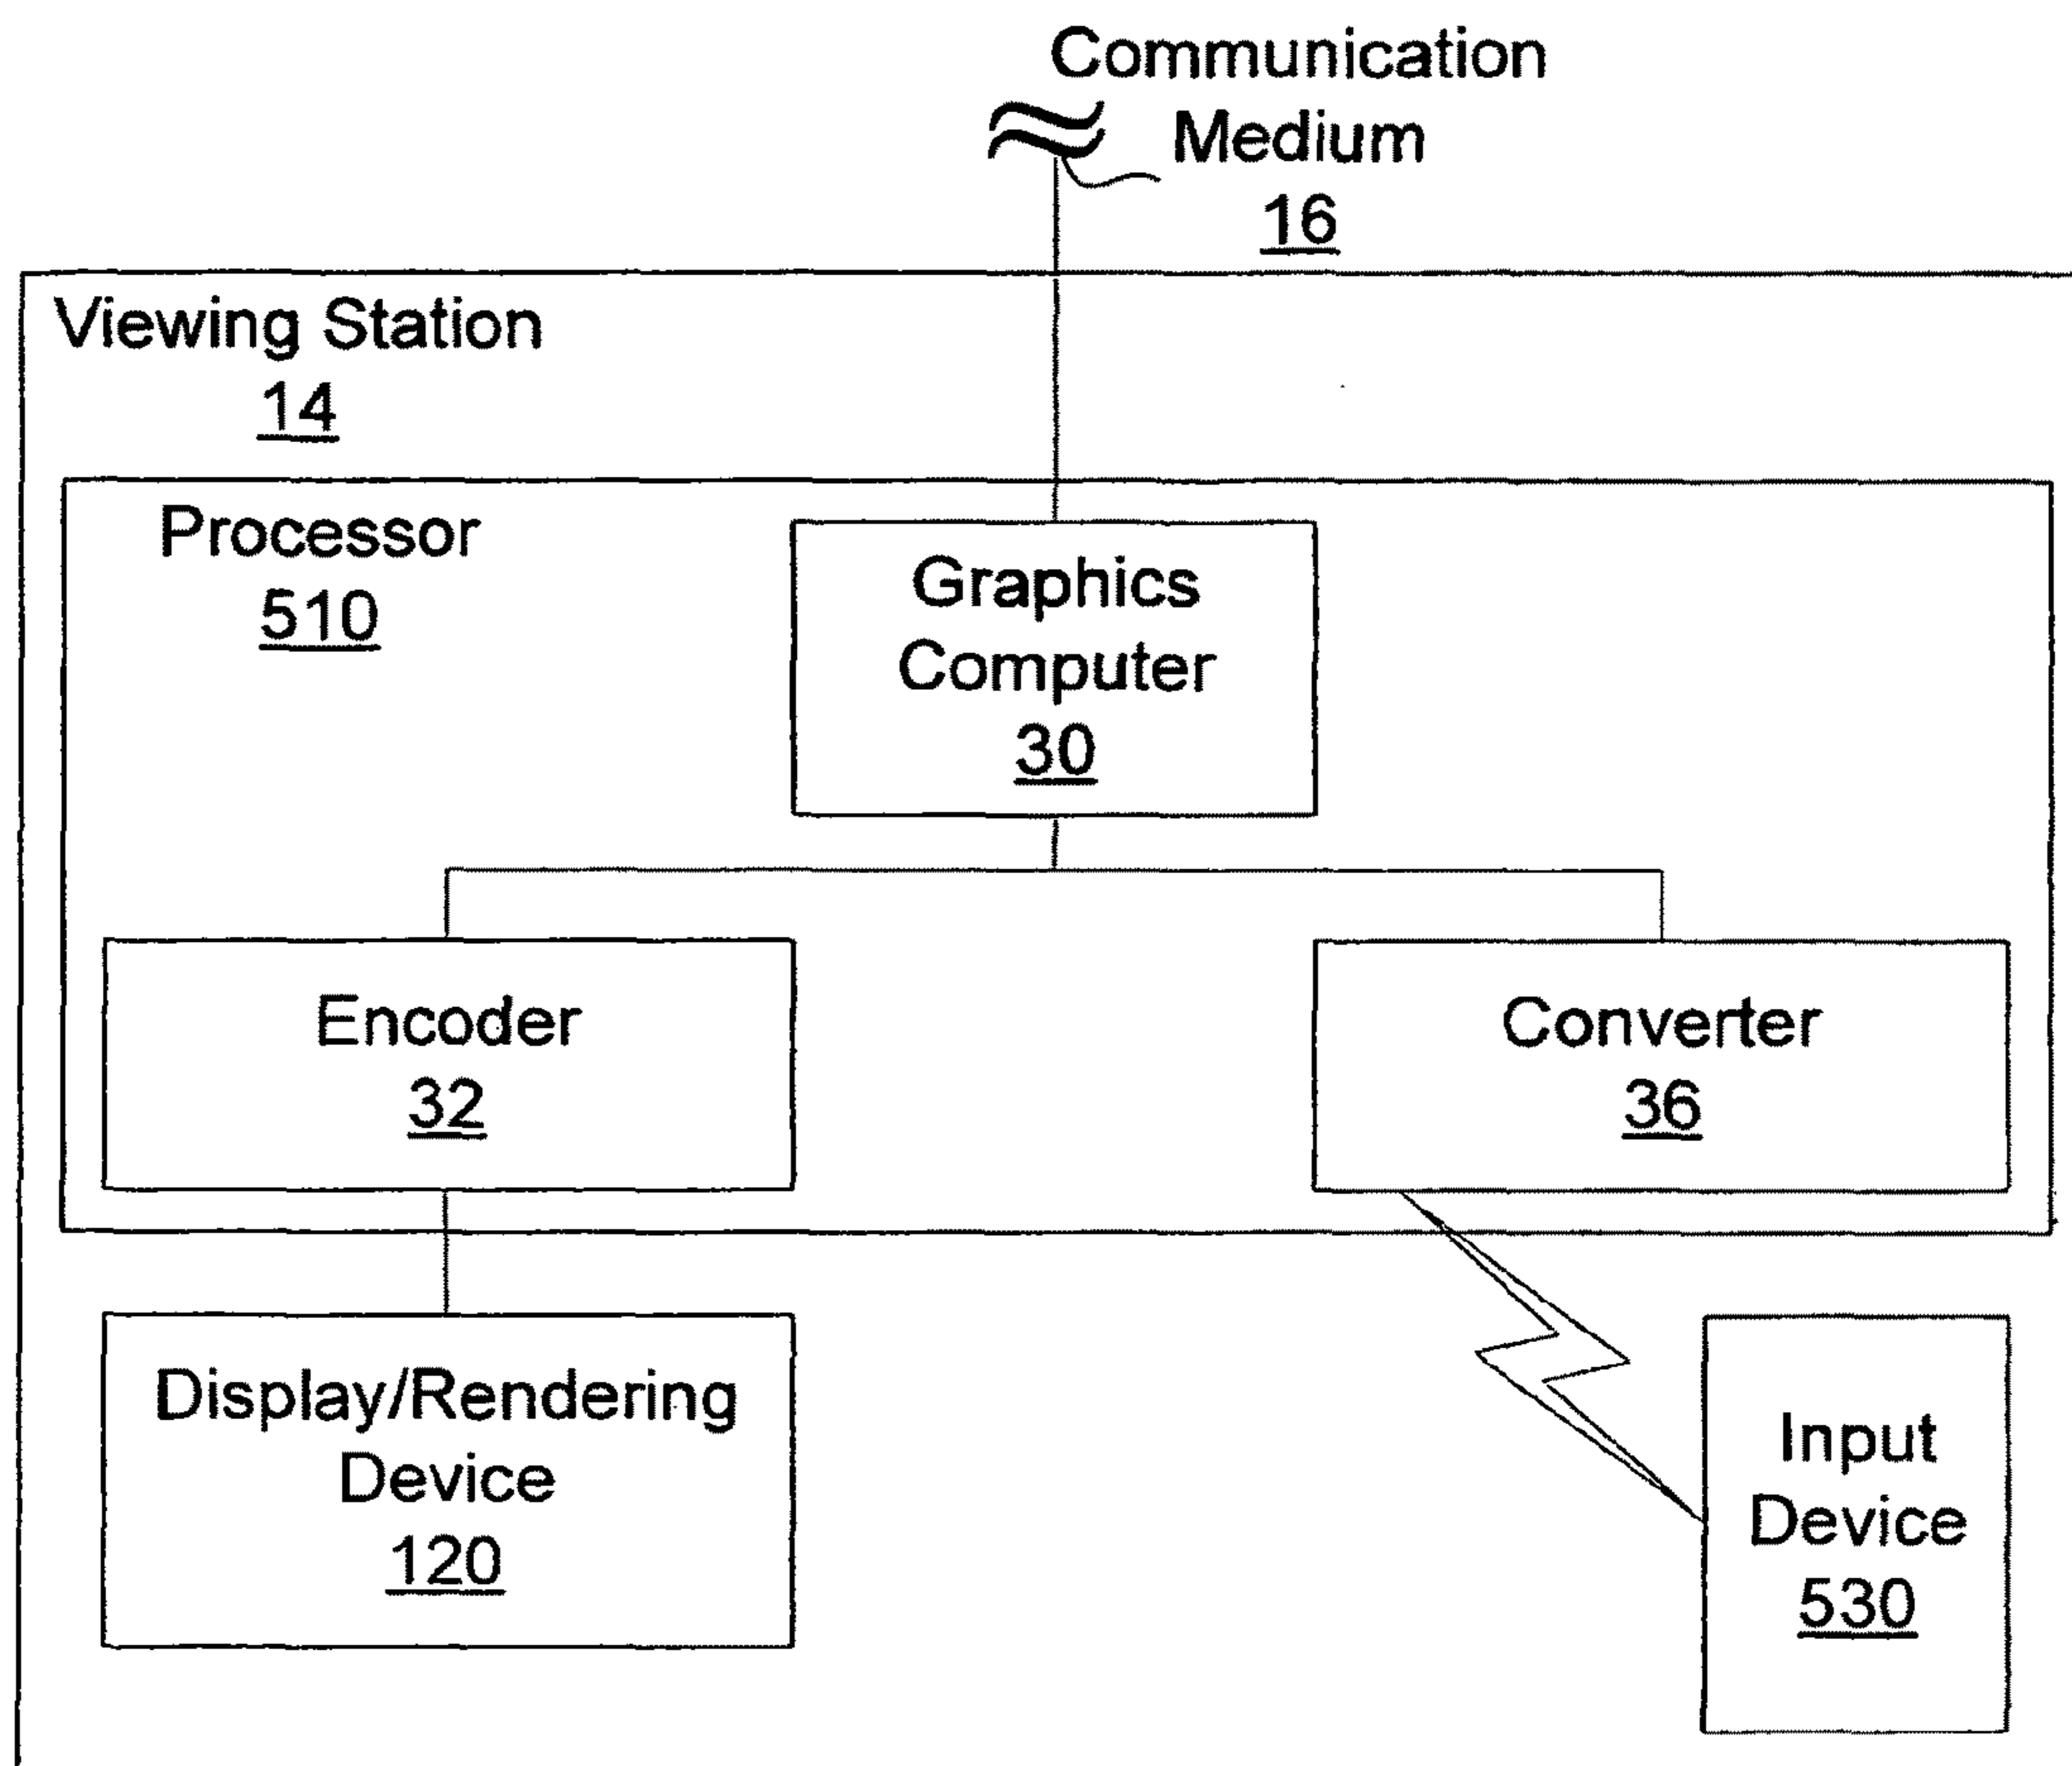 Communication
Medium
16
Viewing Station
14
Processor
510
Graphics
Computer
30
Encoder
32
Converter
36
Display/Rendering
Device
120
Input
Device
530